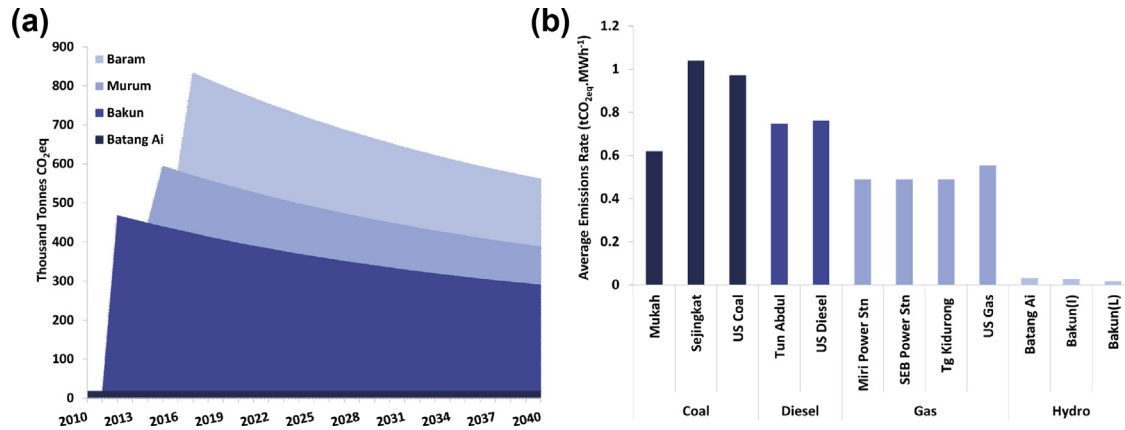 (a)
Thousand Tonnes CO2eq
900
800
700
600
500
400
300
200
100
0
Baram
Murum
Bakun
Batang Ai
2010 2013 2016 2019 2022 2025 2028 2031 2034 2037 2040
(b)
Average Emissions Rate (tCO2eq.MWh-1)
1.2
1
0.8
0.6
0.4
0.2
0
Mukah
Sejingkat
US Coal
Tun Abdul
US Diesel
Miri Power Stn
SEB Power Stn
Tg Kidurong
US Gas
Batang Ai
Bakun(I)
Bakun(L)
Coal Diesel Gas Hydro